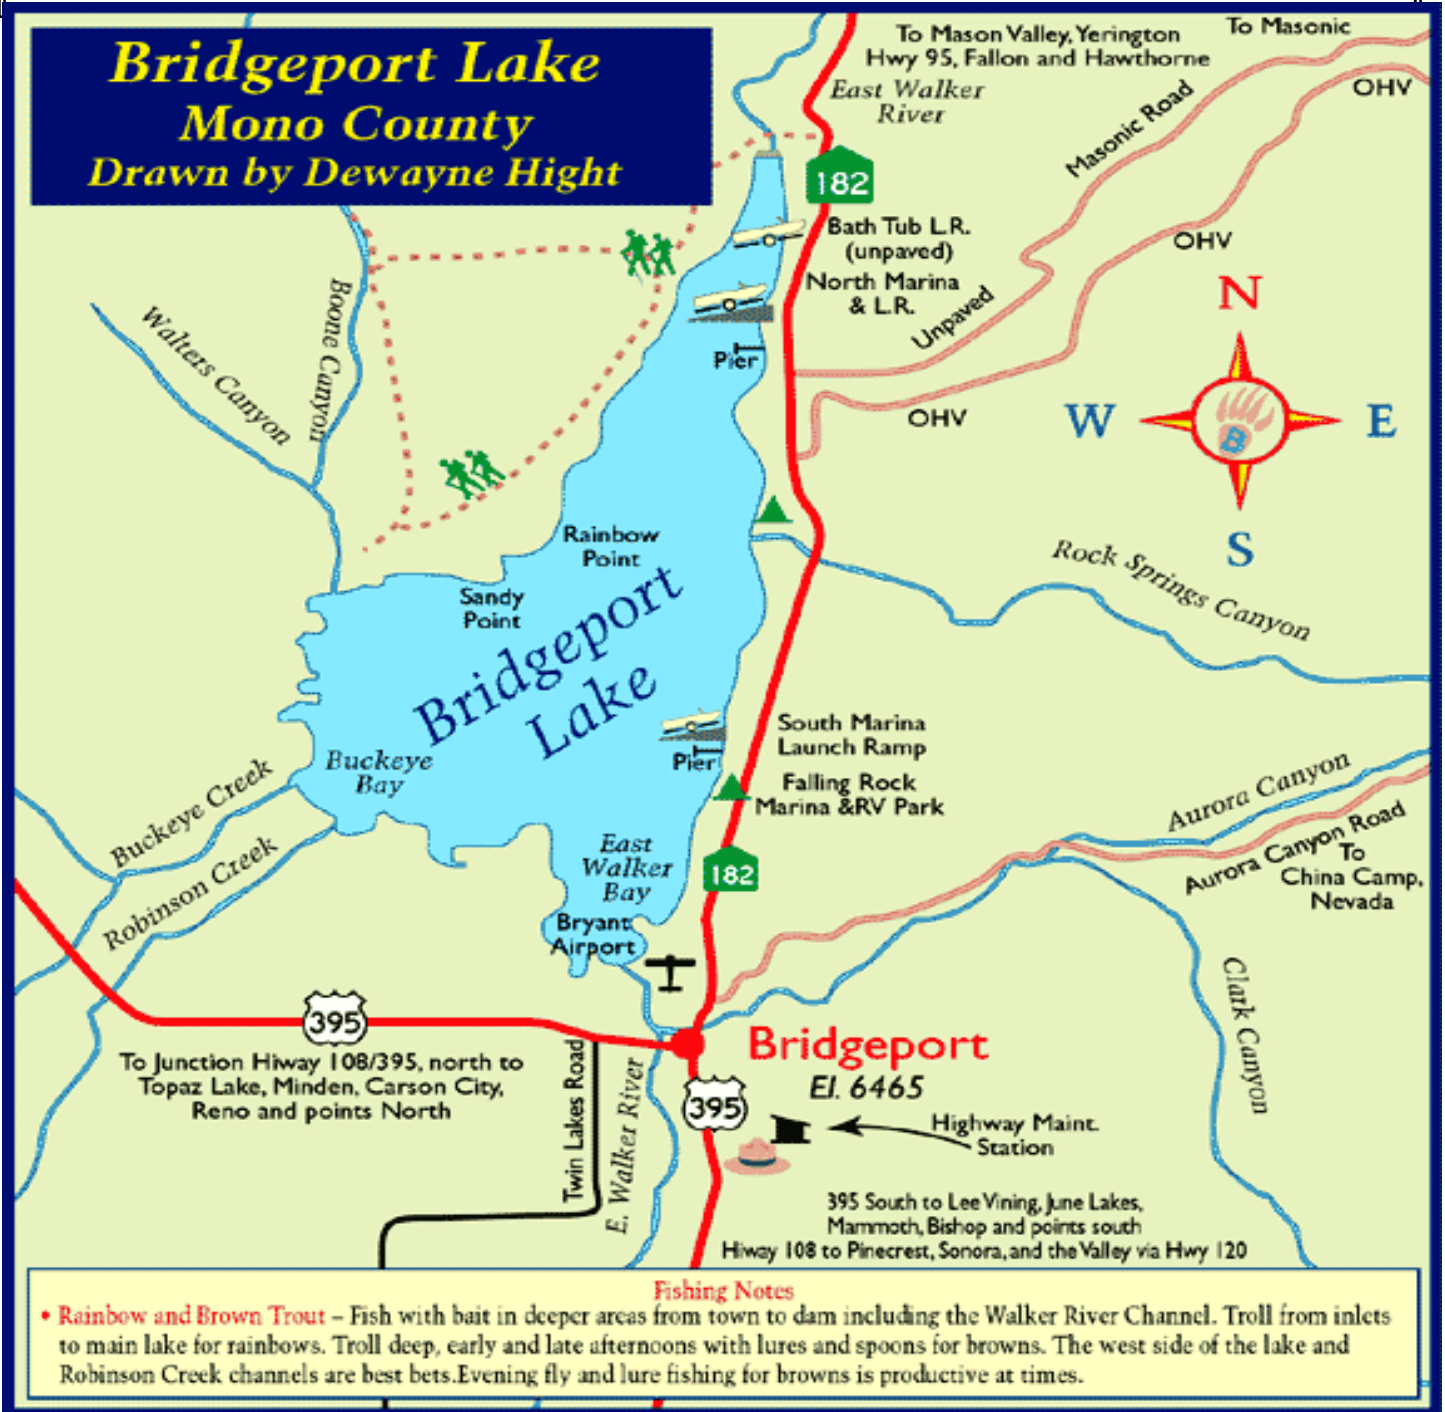 Bridgeport Lake
Mono County
Drawn by Dewayne Hight
To Mason Valley, Yerington
Hwy 95, Fallon and Hawthorne
To Masonic
East Walker
River
OHV
Masonic Road
182
Bath Tub L.R.
(unpaved)
North Marina
& L.R.
OHV
Unpaved
Pier
OHV
N
W
E
S
B
Boone Canyon
Walters Canyon
Rainbow
Point
Sandy
Point
Bridgeport
Lake
Rock Springs Canyon
South Marina
Launch Ramp
Pier
Falling Rock
Marina &RV Park
Buckeye
Bay
Buckeye Creek
Robinson Creek
East
Walker
Bay
182
Bryant
Airport
Aurora Canyon
Aurora Canyon Road
To
China Camp,
Nevada
Clark Canyon
395
To Junction Hiway 108/395, north to
Topaz Lake, Minden, Carson City,
Reno and points North
Twin Lakes Road
E. Walker River
Bridgeport
El. 6465
395
Highway Maint.
Station
395 South to Lee Vining, June Lakes,
Mammoth, Bishop and points south
Hiway 108 to Pinecrest, Sonora, and the Valley via Hwy 120
Fishing Notes
• Rainbow and Brown Trout – Fish with bait in deeper areas from town to dam including the Walker River Channel. Troll from inlets
to main lake for rainbows. Troll deep, early and late afternoons with lures and spoons for browns. The west side of the lake and
Robinson Creek channels are best bets.Evening fly and lure fishing for browns is productive at times.